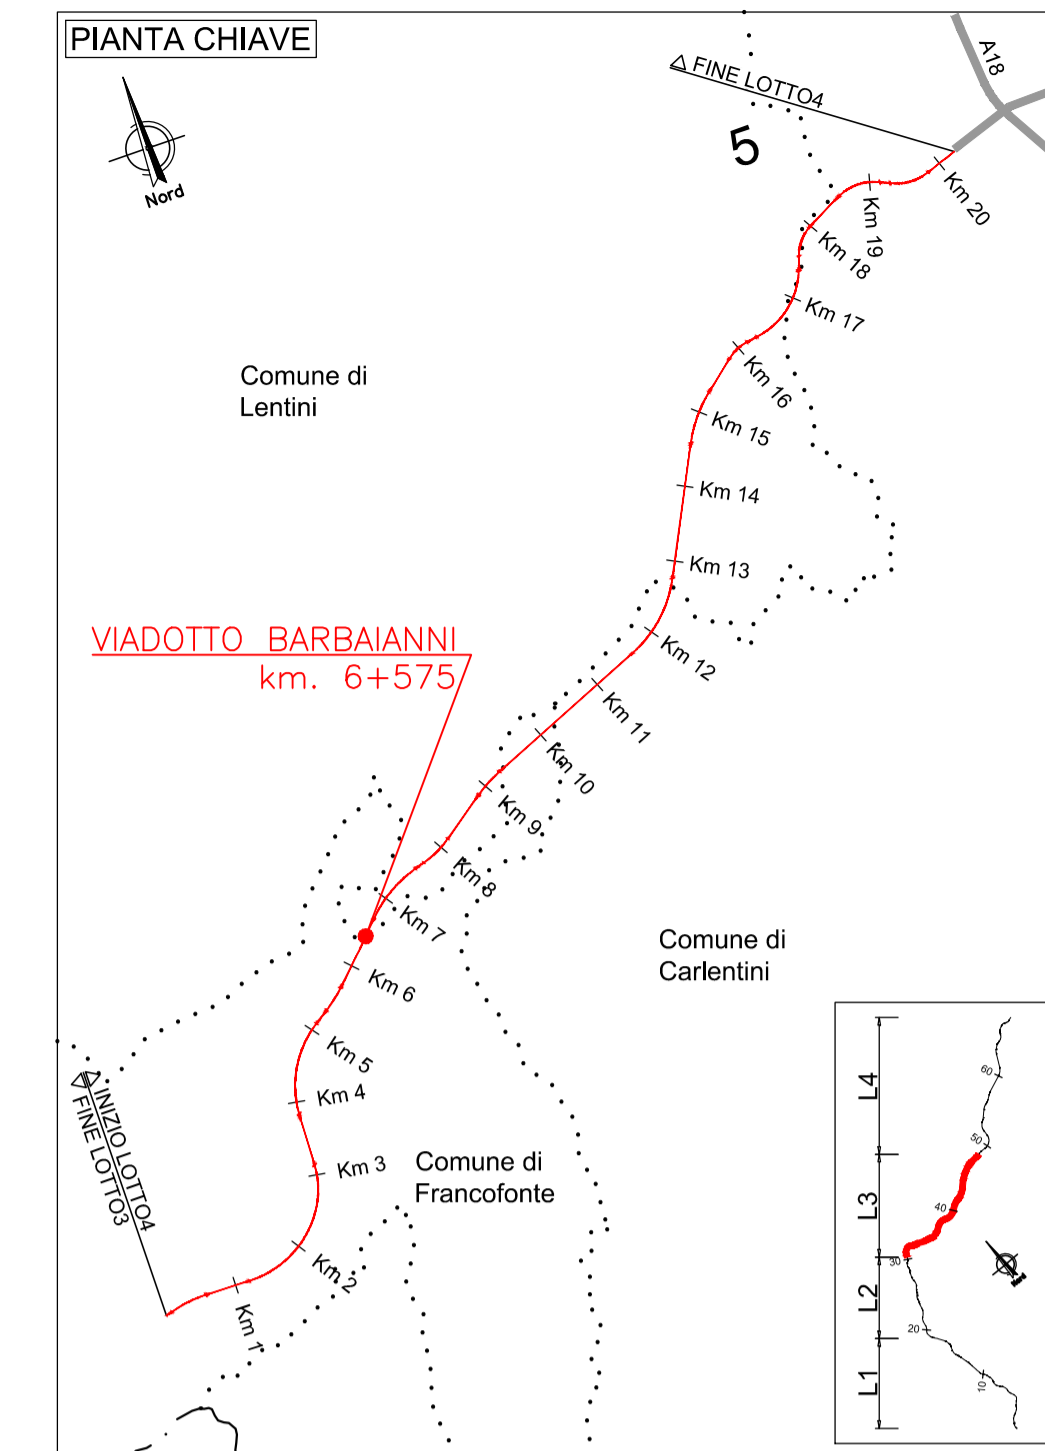 PIANTA CHIAVE
Nord
FINE LOTTO4
A18
5
Km 20
Km 19
Km 18
Km 17
Km 16
Km 15
Km 14
Km 13
Km 12
Km 11
Km 10
Km 9
Km 8
Km 7
Km 6
Km 5
Km 4
Km 3
Km 2
Km 1
Comune di
Lentini
VIADOTTO BARBAIANNI
km. 6+575
Comune di
Carlentini
Comune di
Francofonte
INIZIO LOTTO4
FINE LOTTO3
L4
L3
L2
L1
60
50
40
30
20
10